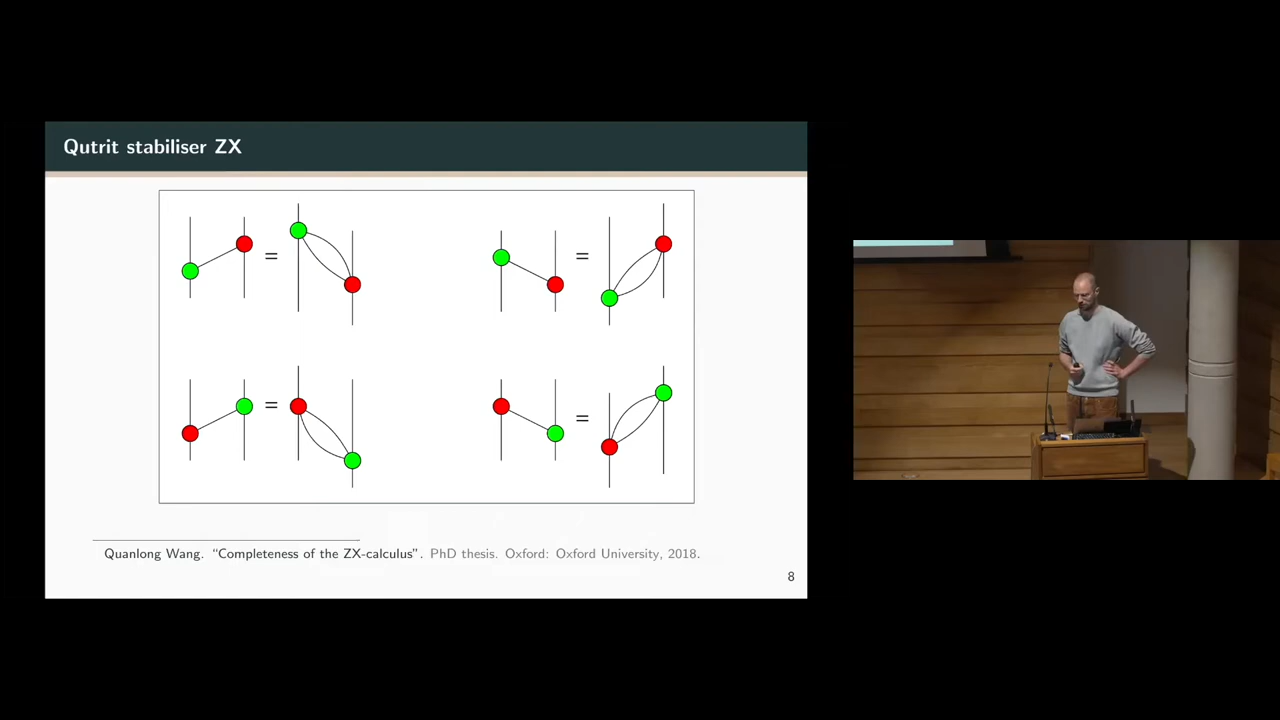 Qutrit stabiliser ZX
=
=
=
=
Quanlong Wang. “Completeness of the ZX-calculus”. PhD thesis. Oxford: Oxford University, 2018.
8